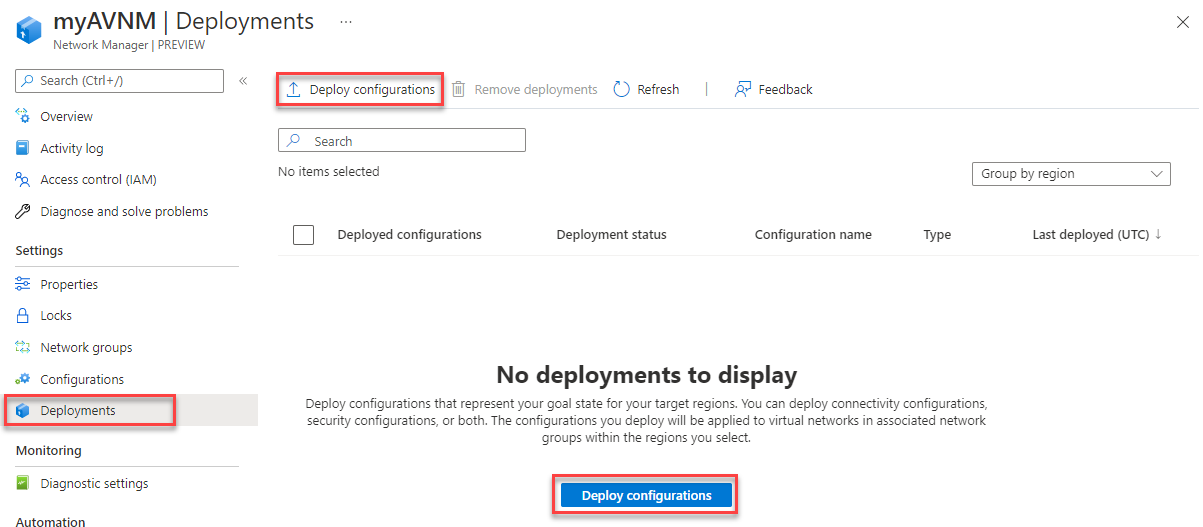 myAVNM | Deployments ...
Network Manager | PREVIEW
Search (Ctrl+/)
«
Overview
Activity log
Access control (IAM)
Diagnose and solve problems
Settings
Properties
Locks
Network groups
Configurations
Deployments
Monitoring
Diagnostic settings
Automation
Deploy configurations Remove deployments Refresh | Feedback
Search
No items selected
Group by region
Deployed configurations Deployment status Configuration name Type Last deployed (UTC) ↓
No deployments to display
Deploy configurations that represent your goal state for your target regions. You can deploy connectivity configurations,
security configurations, or both. The configurations you deploy will be applied to virtual networks in associated network
groups within the regions you select.
Deploy configurations